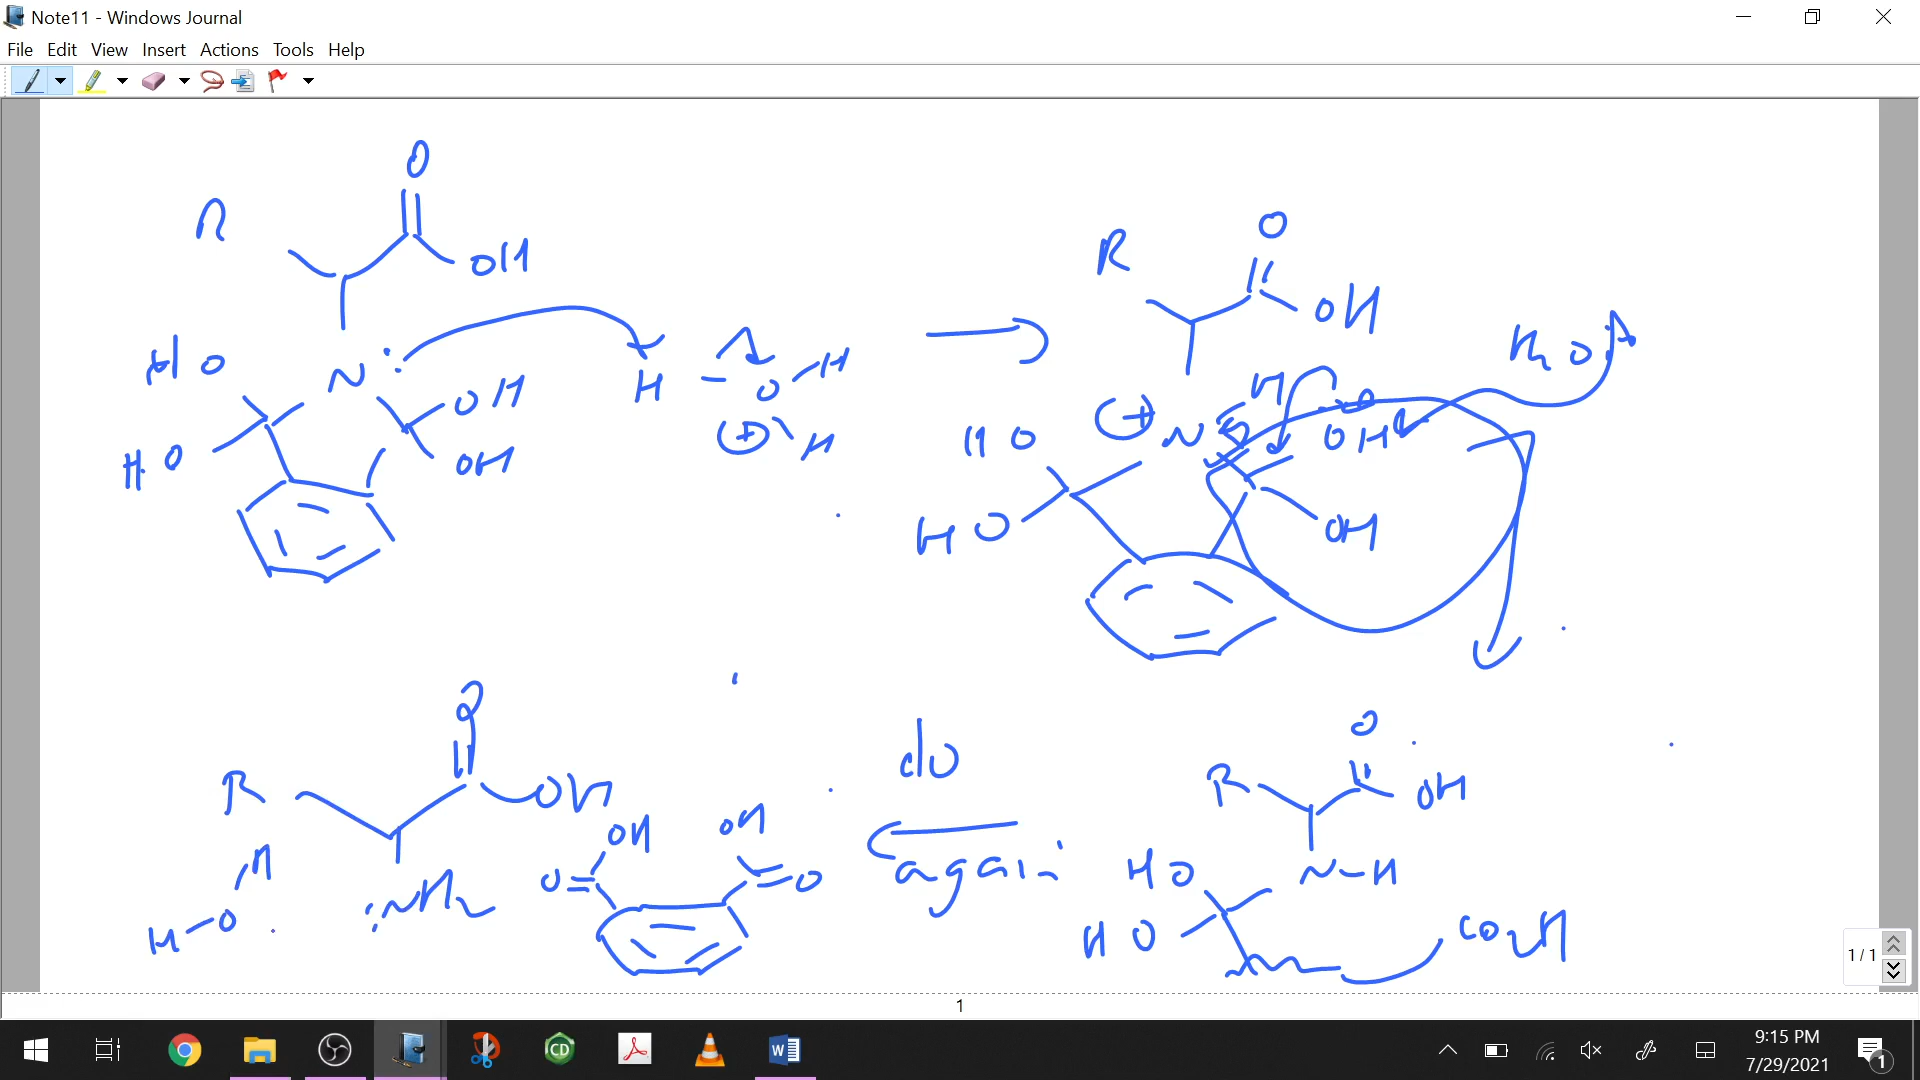 Note11 - Windows Journal
File Edit View Insert Actions Tools Help
O
R
OH
HO
N:
HO
OH
OH
H - O - H
⊕ H
R
O
OH
H2O
HO
⊕ N H
OH
HO
OH
R
O
OH
:NH2
H
H-O
OH
OH
O
O
do
again
O
R
OH
HO
N-H
HO
CO2H
1 / 1
1
CD
W
9:15 PM
7/29/2021
1